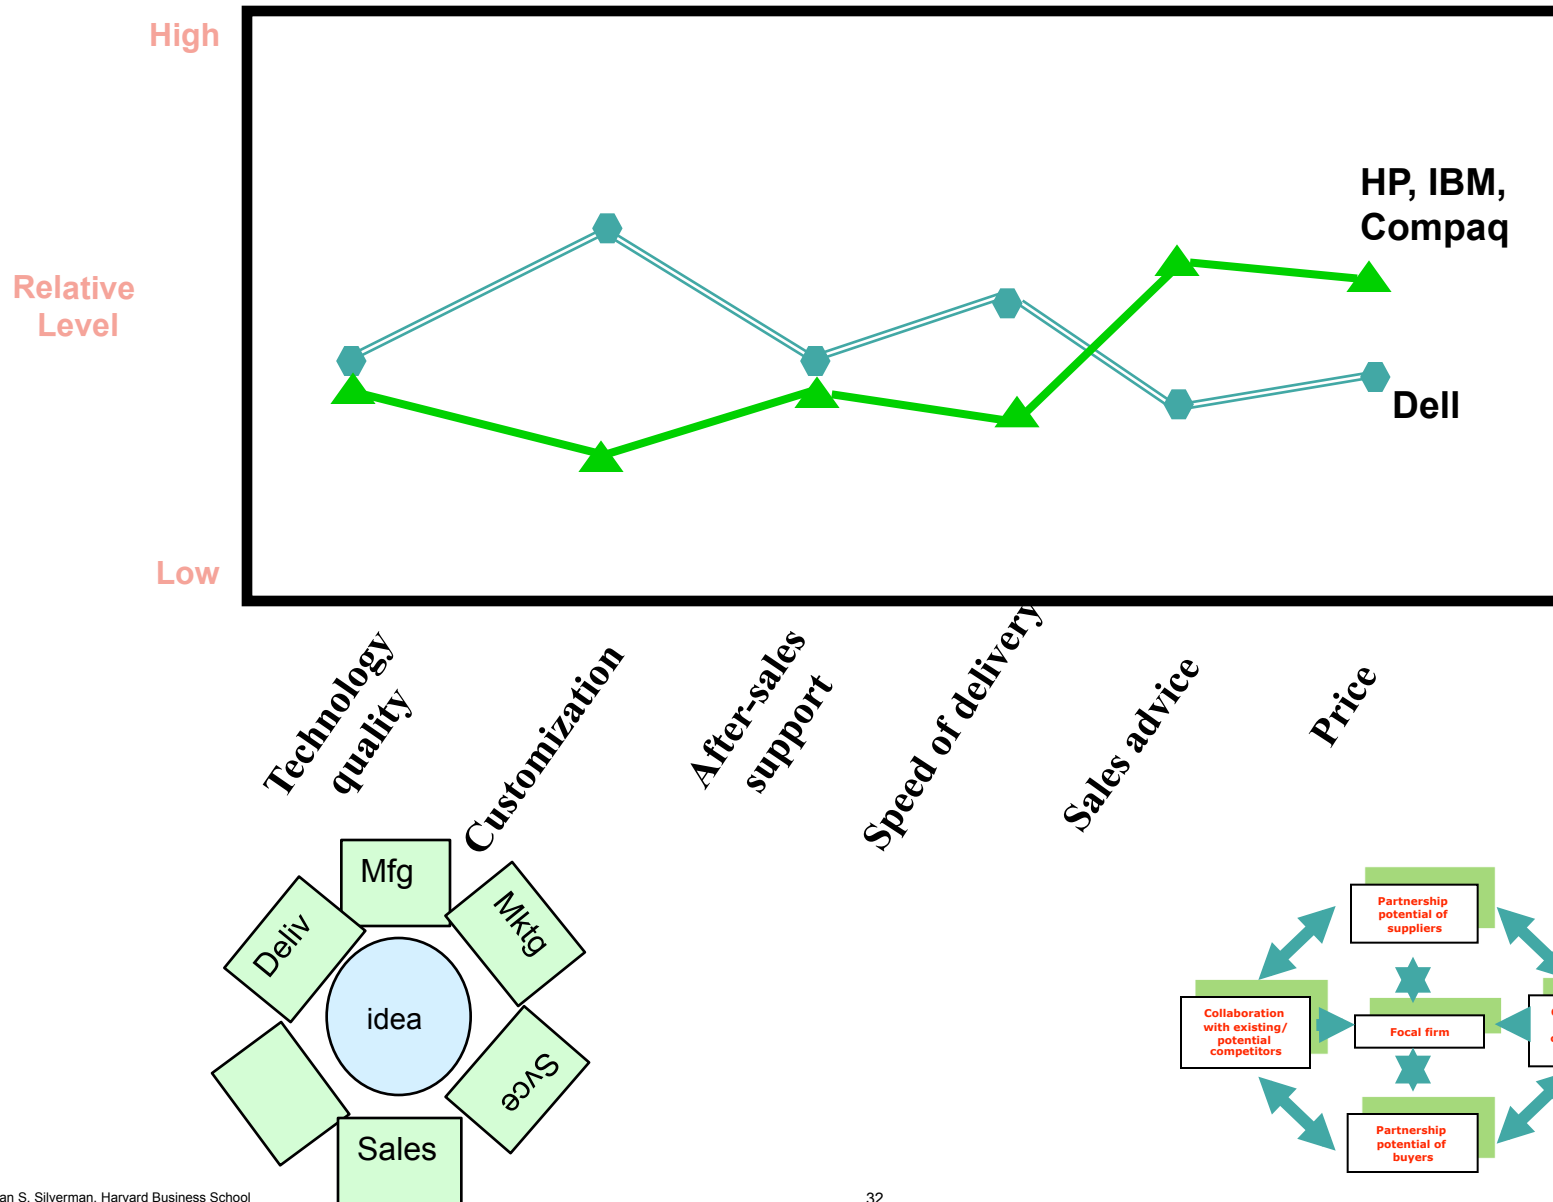 High
HP, IBM,
Compaq
Relative
Level
Dell
Low
Technology
quality
Customization
After-sales
support
Speed of delivery
Sales advice
Price
Mfg
Mktg
Deliv
idea
Svce
Sales
Partnership
potential of
suppliers
Collaboration
with existing/
potential
competitors
Focal firm
Partnership
potential of
buyers
an S. Silverman, Harvard Business School
32